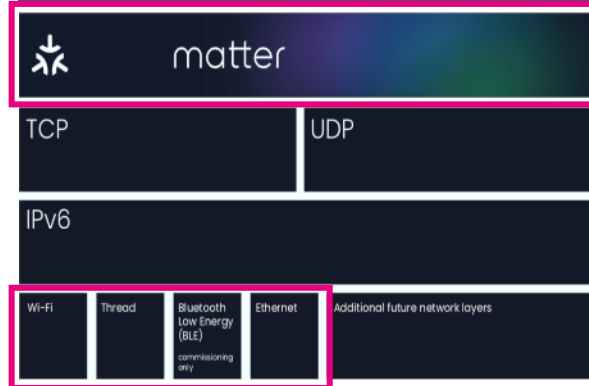 matter
TCP
UDP
IPv6
Wi-Fi
Thread
Bluetooth
Low Energy
(BLE)
commissioning
only
Ethernet
Additional future network layers